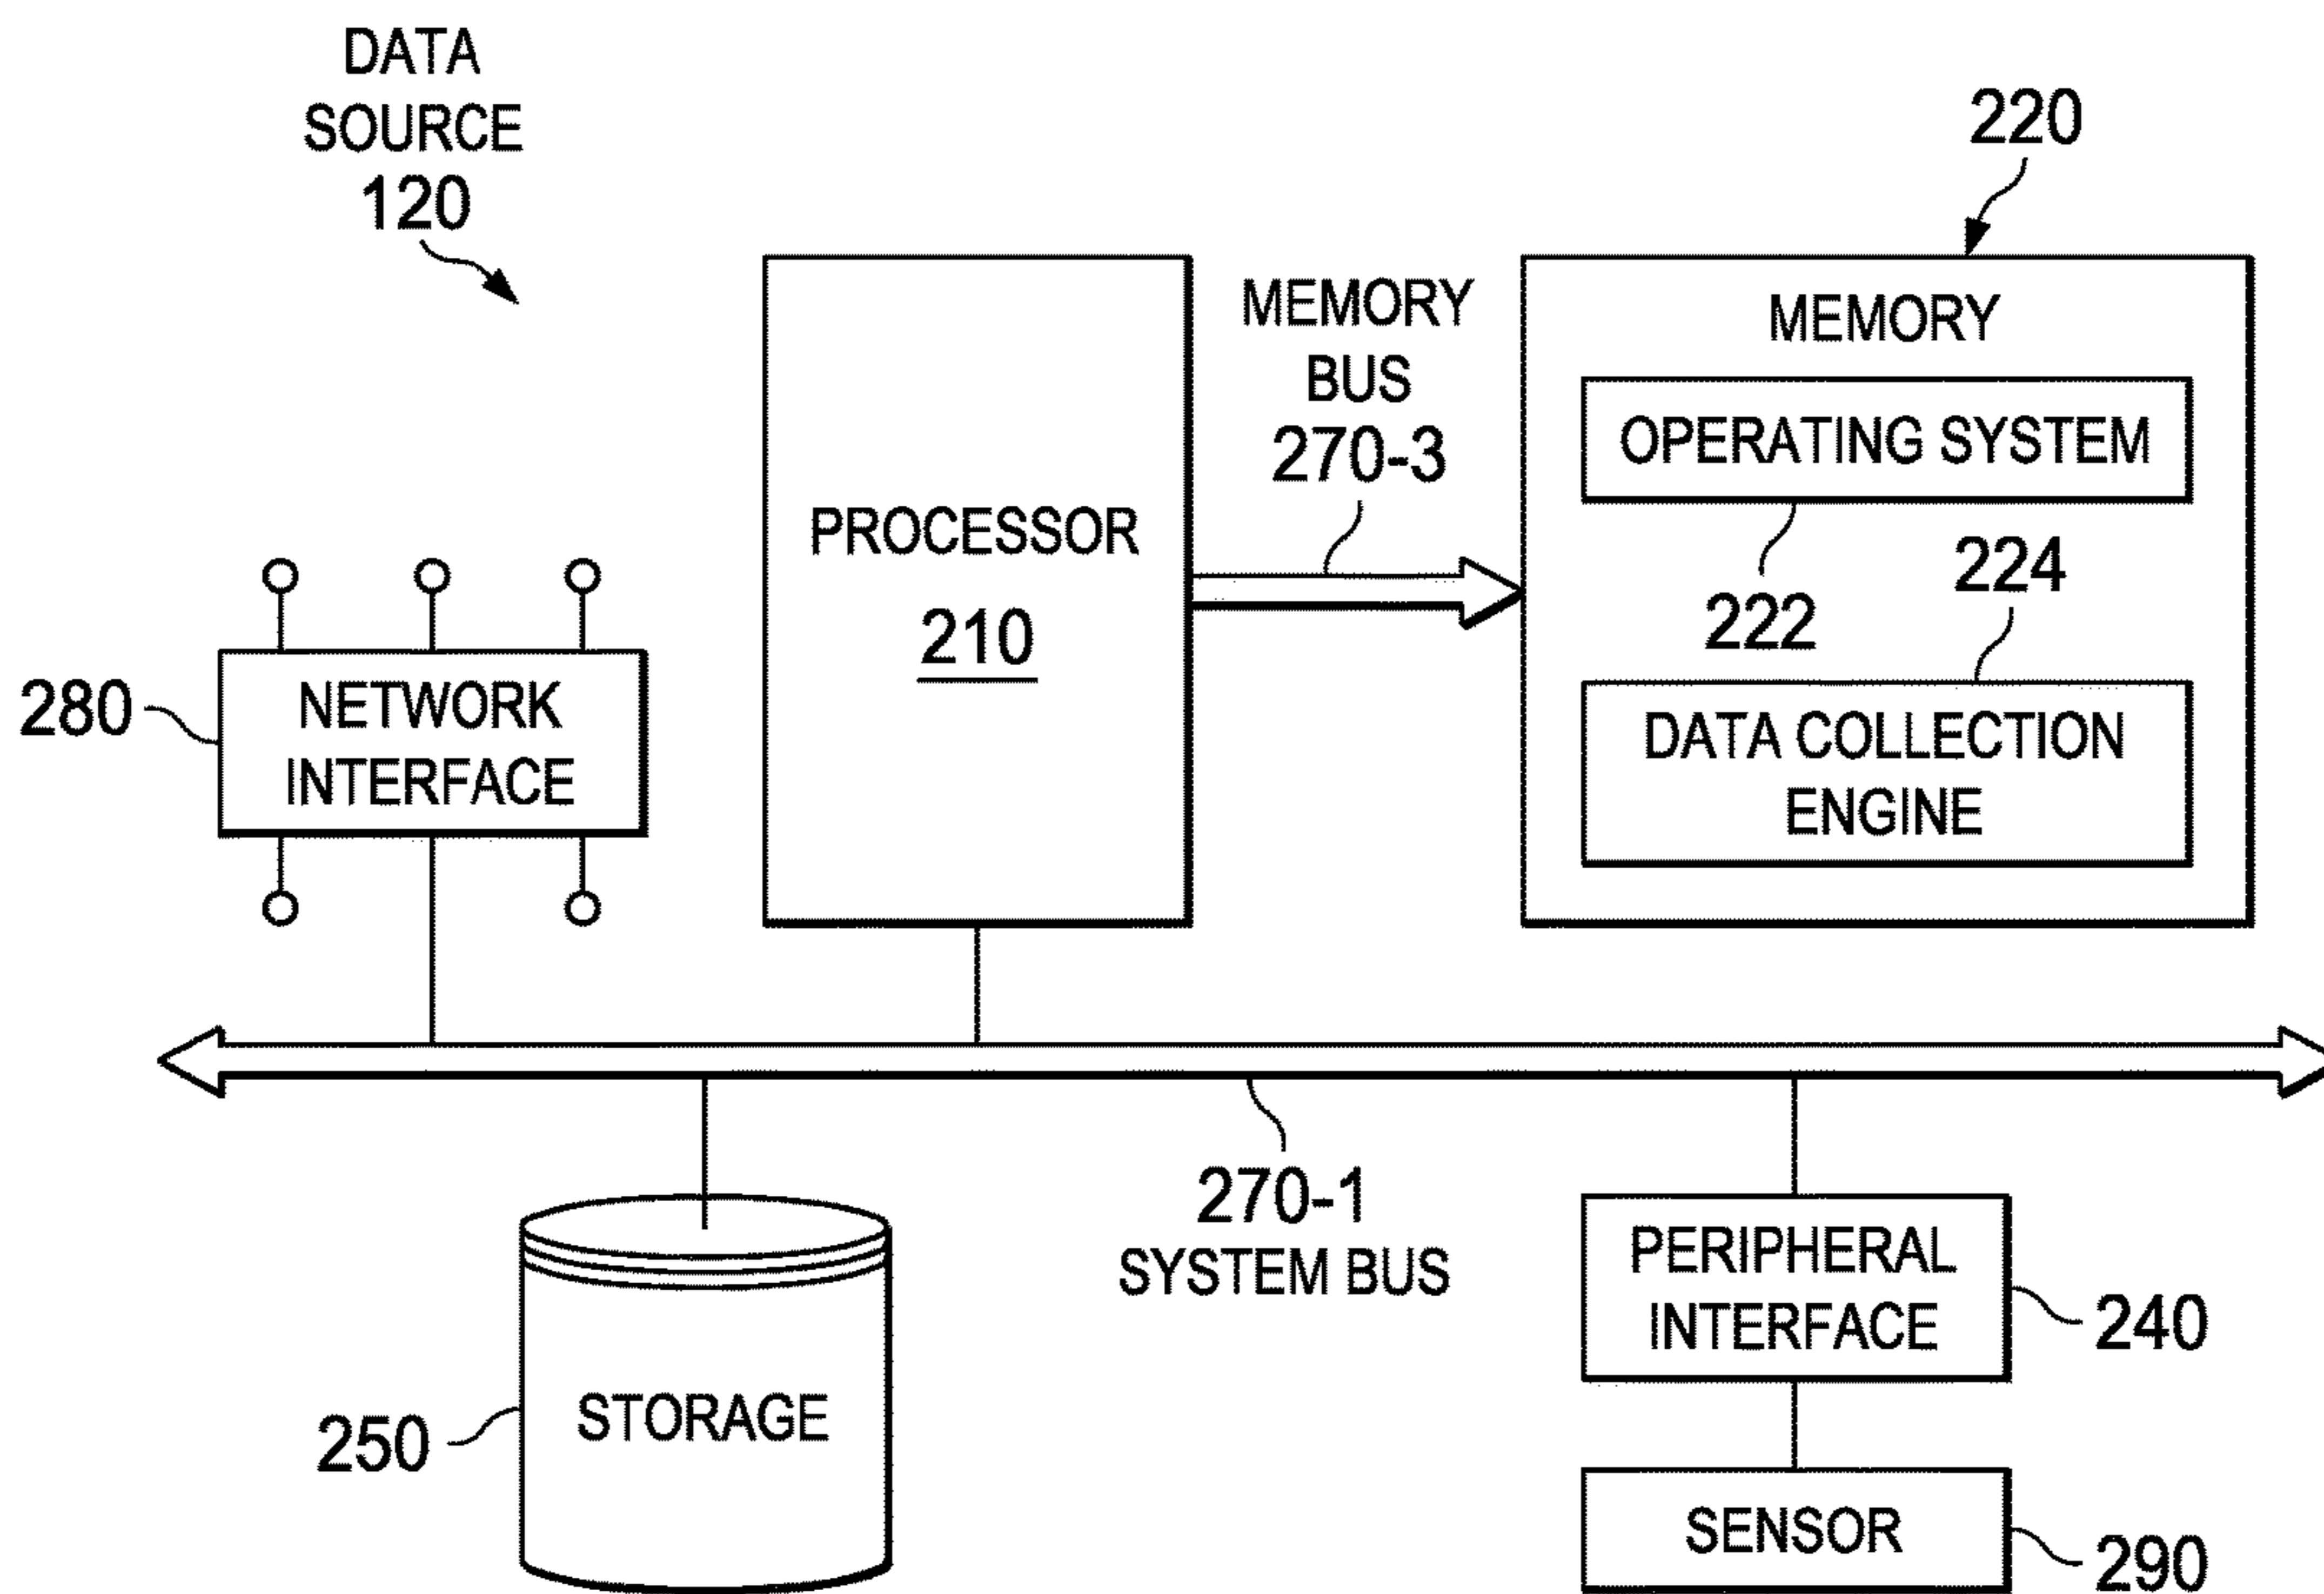 DATA
SOURCE
120
220
MEMORY
BUS
270-3
MEMORY
OPERATING SYSTEM
222
224
DATA COLLECTION
ENGINE
PROCESSOR
210
280
NETWORK
INTERFACE
270-1
SYSTEM BUS
250
STORAGE
PERIPHERAL
INTERFACE
240
SENSOR
290